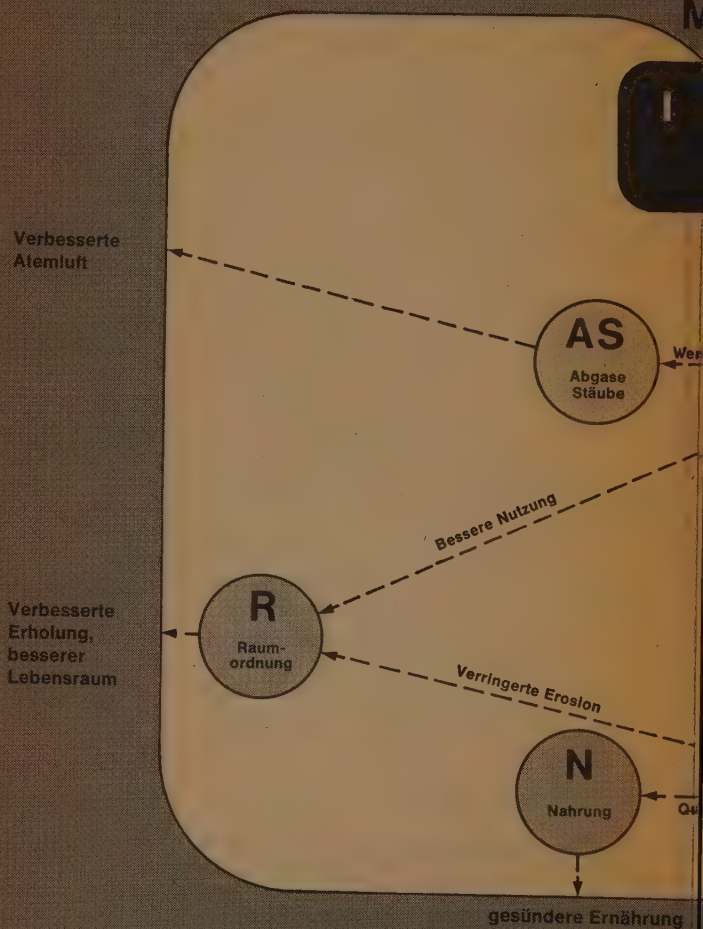 I
Verbesserte
Atemluft
AS
Abgase
Stäube
Bessere Nutzung
Verbesserte
Erholung,
besserer
Lebensraum
R
Raum-
ordnung
Verringerte Erosion
N
Nahrung
gesündere Ernährung